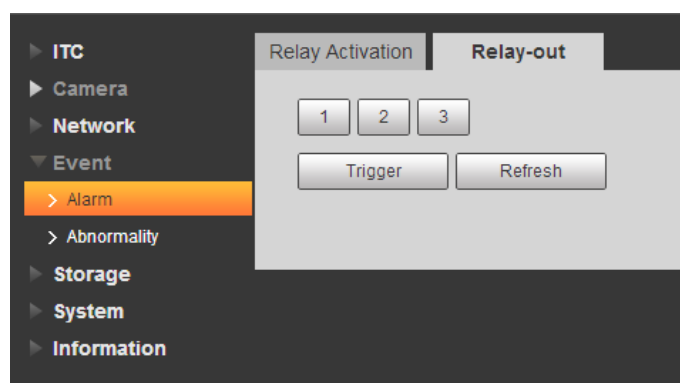 ITC
Camera
Network
Event
Alarm
Abnormality
Storage
System
Information
Relay Activation
Relay-out
1 2 3
Trigger Refresh